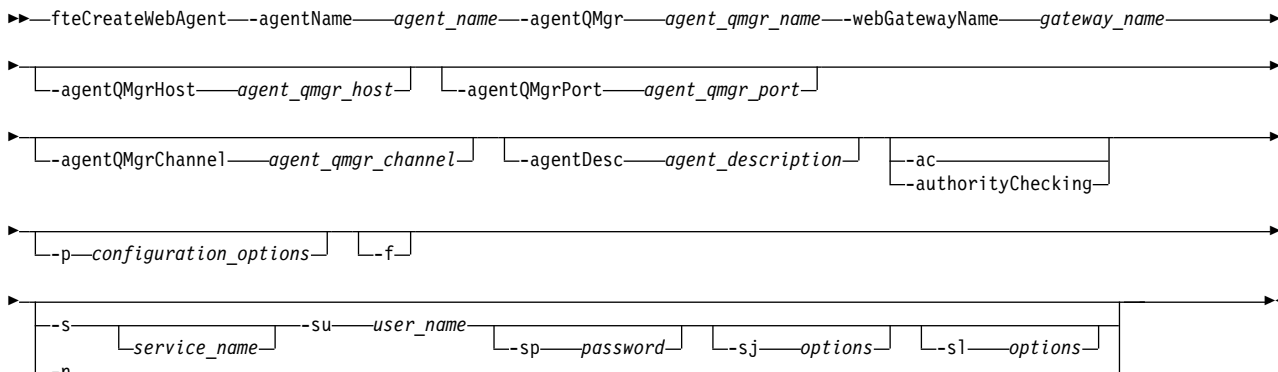 fteCreateWebAgent -agentName agent_name -agentQMgr agent_qmgr_name -webGatewayName gateway_name
-agentQMgrHost agent_qmgr_host -agentQMgrPort agent_qmgr_port
-agentQMgrChannel agent_qmgr_channel -agentDesc agent_description -ac
-authorityChecking
-p configuration_options -f
-s -su user_name
service_name -sp password -sj options -sl options